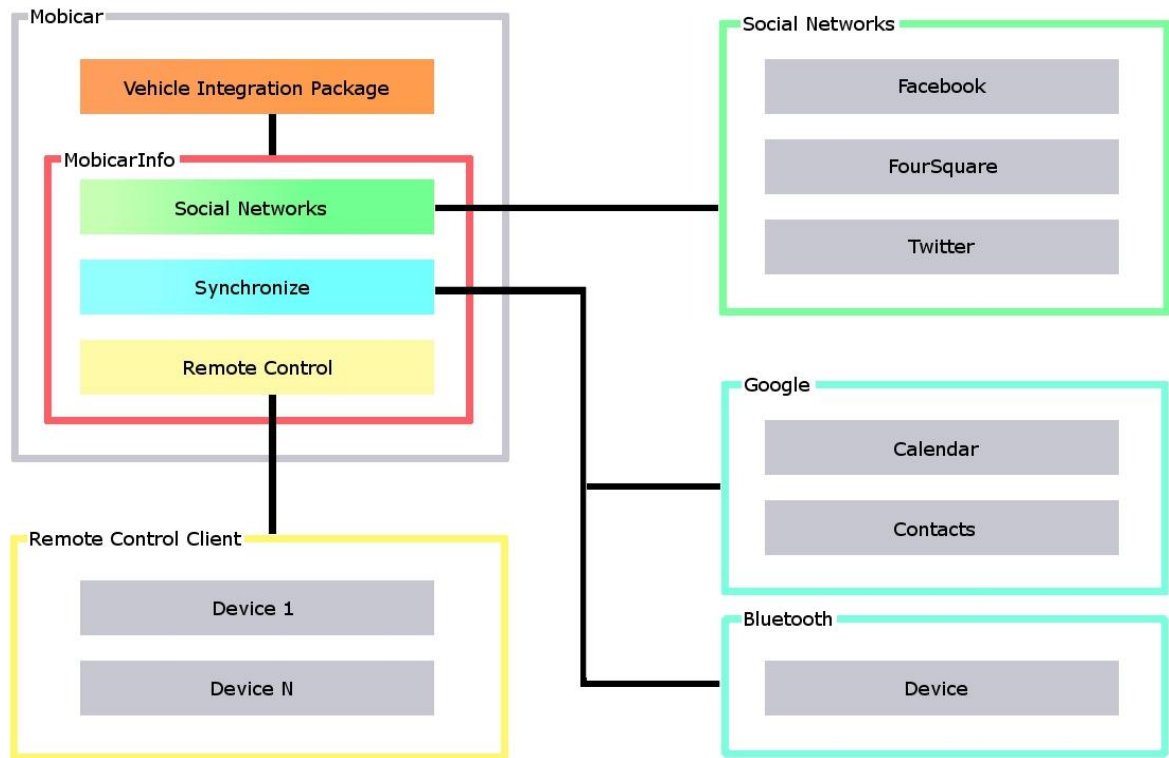 Mobicar
Vehicle Integration Package
MobicarInfo
Social Networks
Synchronize
Remote Control
Remote Control Client
Device 1
Device N
Social Networks
Facebook
FourSquare
Twitter
Google
Calendar
Contacts
Bluetooth
Device